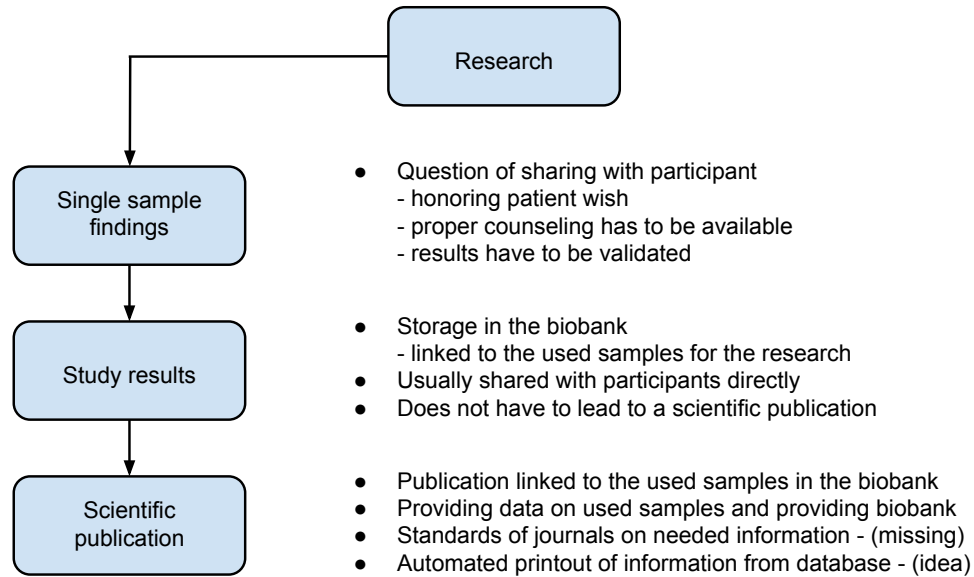 Research
Single sample
findings
● Question of sharing with participant
- honoring patient wish
- proper counseling has to be available
- results have to be validated
Study results
● Storage in the biobank
- linked to the used samples for the research
● Usually shared with participants directly
● Does not have to lead to a scientific publication
Scientific
publication
● Publication linked to the used samples in the biobank
● Providing data on used samples and providing biobank
● Standards of journals on needed information - (missing)
● Automated printout of information from database - (idea)